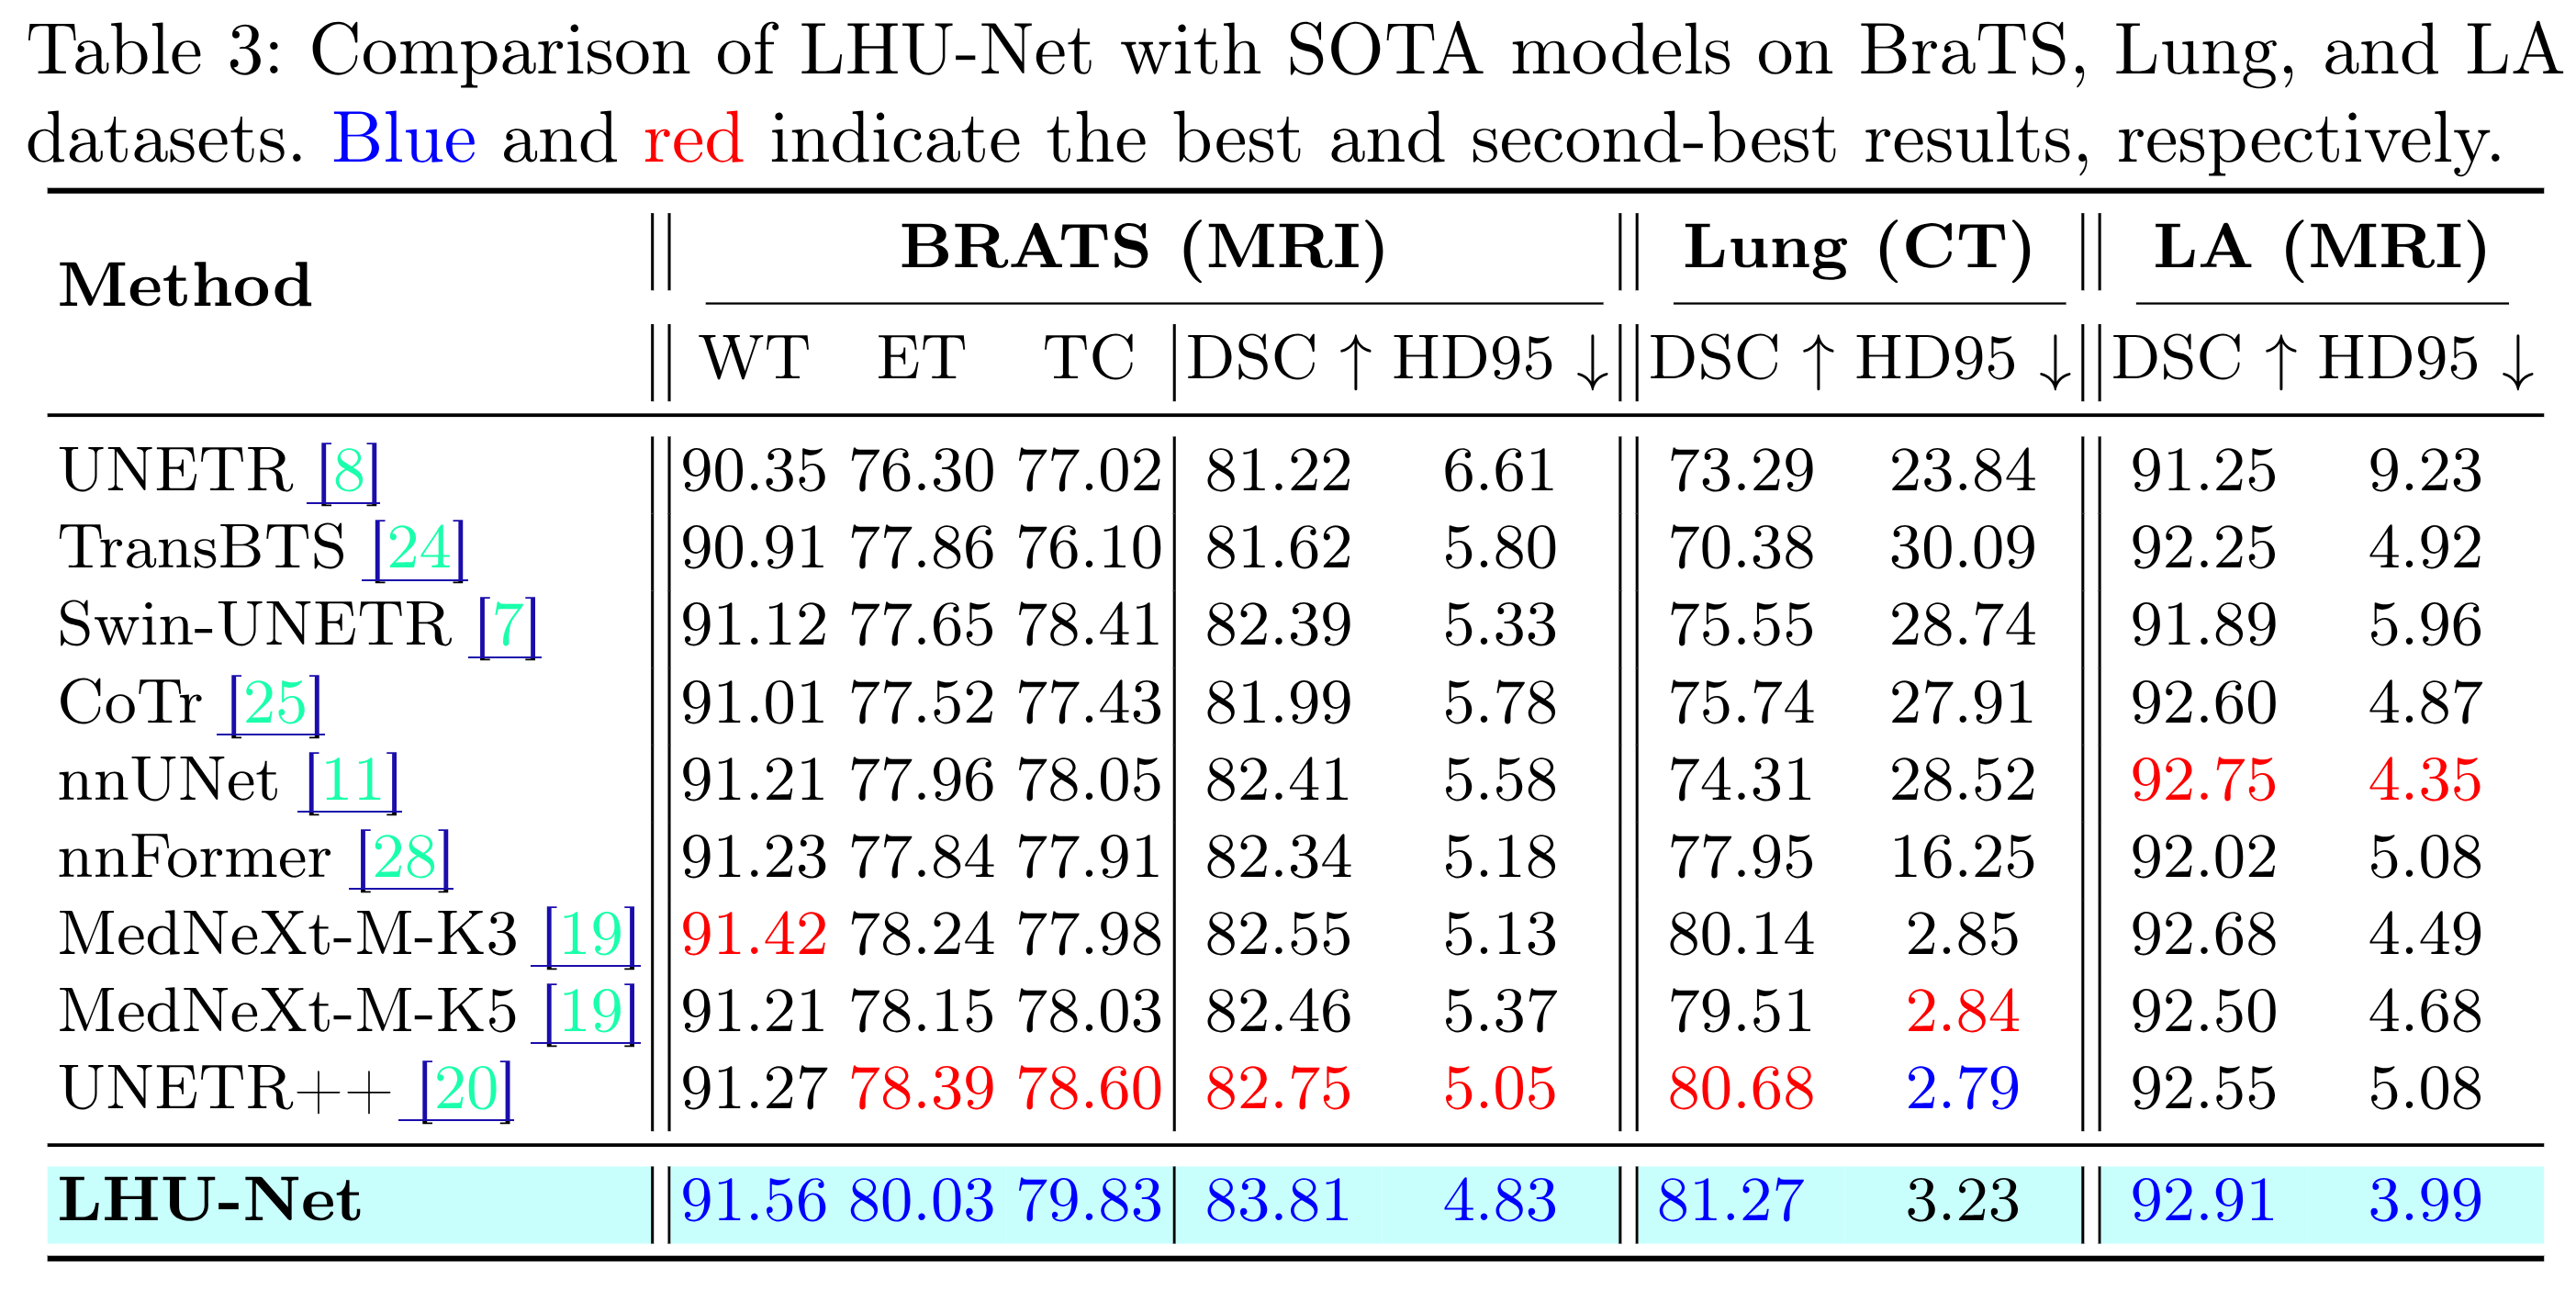 Table 3: Comparison of LHU-Net with SOTA models on BraTS, Lung, and LA
datasets. Blue and red indicate the best and second-best results, respectively.
Method BRATS (MRI) Lung (CT) LA (MRI)
WT ET TC DSC ↑ HD95 ↓ DSC ↑ HD95 ↓ DSC ↑ HD95 ↓
UNETR [8] 90.35 76.30 77.02 81.22 6.61 73.29 23.84 91.25 9.23
TransBTS [24] 90.91 77.86 76.10 81.62 5.80 70.38 30.09 92.25 4.92
Swin-UNETR [7] 91.12 77.65 78.41 82.39 5.33 75.55 28.74 91.89 5.96
CoTr [25] 91.01 77.52 77.43 81.99 5.78 75.74 27.91 92.60 4.87
nnUNet [11] 91.21 77.96 78.05 82.41 5.58 74.31 28.52 92.75 4.35
nnFormer [28] 91.23 77.84 77.91 82.34 5.18 77.95 16.25 92.02 5.08
MedNeXt-M-K3 [19] 91.42 78.24 77.98 82.55 5.13 80.14 2.85 92.68 4.49
MedNeXt-M-K5 [19] 91.21 78.15 78.03 82.46 5.37 79.51 2.84 92.50 4.68
UNETR++ [20] 91.27 78.39 78.60 82.75 5.05 80.68 2.79 92.55 5.08
LHU-Net 91.56 80.03 79.83 83.81 4.83 81.27 3.23 92.91 3.99